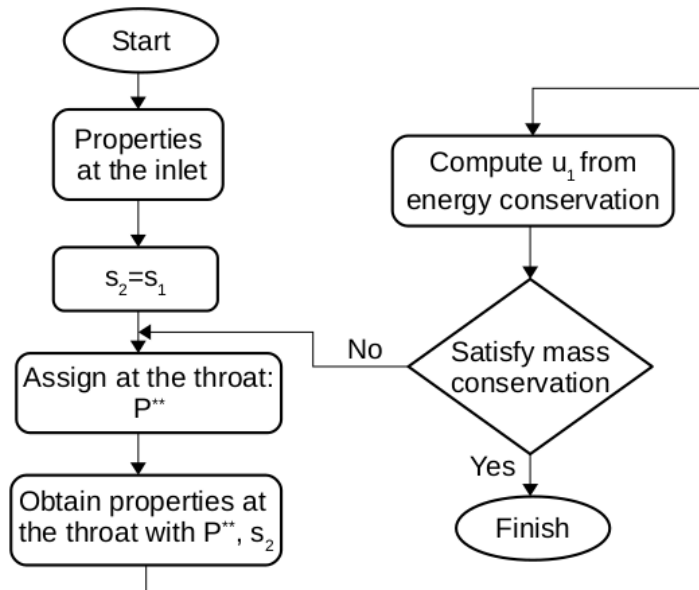 Start
Properties
at the inlet
s₂=s₁
Assign at the throat:
P**
Obtain properties at
the throat with P**, s₂
Compute u₁ from
energy conservation
Satisfy mass
conservation
No
Yes
Finish